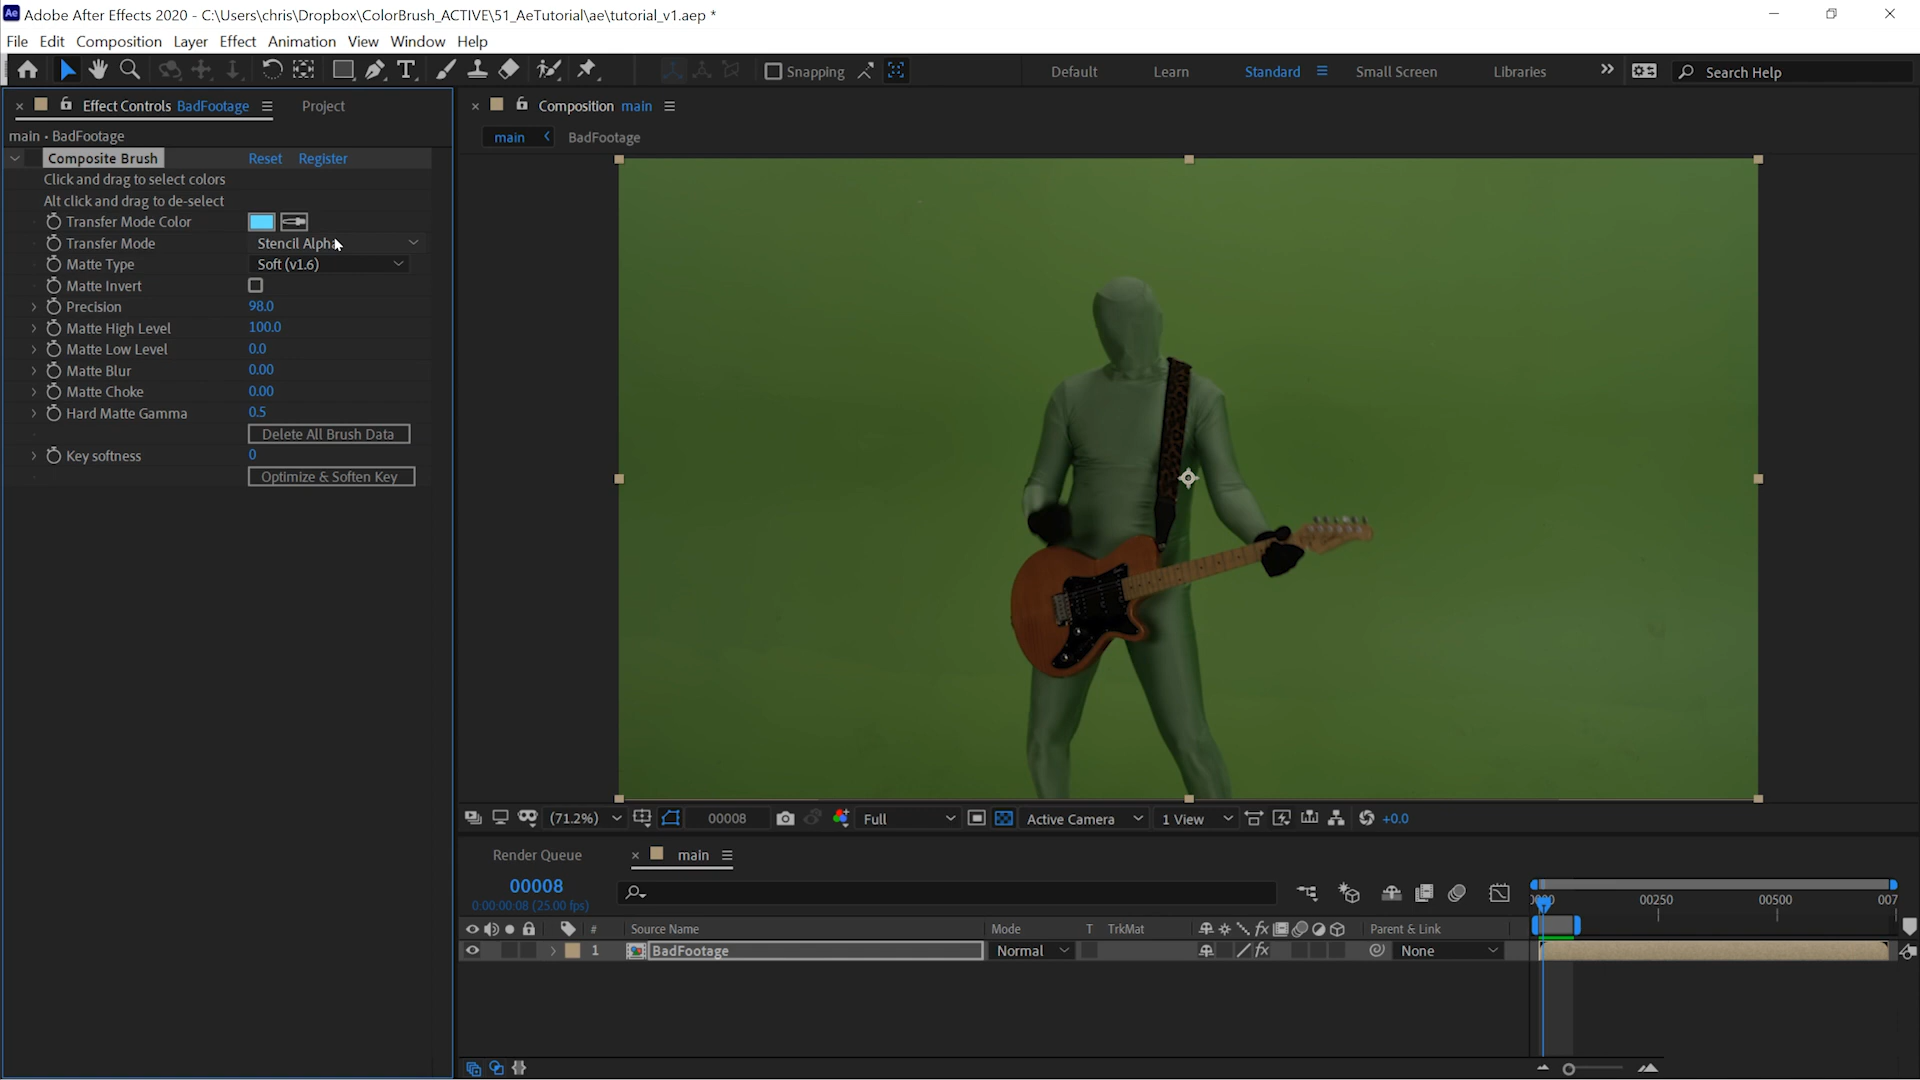 Adobe After Effects 2020 - C:\Users\chris\Dropbox\ColorBrush_ACTIVE\51_AeTutorial\ae\tutorial_v1.aep *
File Edit Composition Layer Effect Animation View Window Help
Snapping Default Learn Standard Small Screen Libraries Search Help
Effect Controls BadFootage Project
Composition main
main • BadFootage
main BadFootage
Composite Brush Reset Register
Click and drag to select colors
Alt click and drag to de-select
Transfer Mode Color
Transfer Mode Stencil Alpha
Matte Type Soft (v1.6)
Matte Invert
Precision 98.0
Matte High Level 100.0
Matte Low Level 0.0
Matte Blur 0.00
Matte Choke 0.00
Hard Matte Gamma 0.5
Delete All Brush Data
Key softness 0
Optimize & Soften Key
(71.2%) 00008 Full Active Camera 1 View +0.0
Render Queue main
00008
0:00:00:08 (25.00 fps)
00250 00500 007
# Source Name Mode T TrkMat Parent & Link
1 BadFootage Normal None